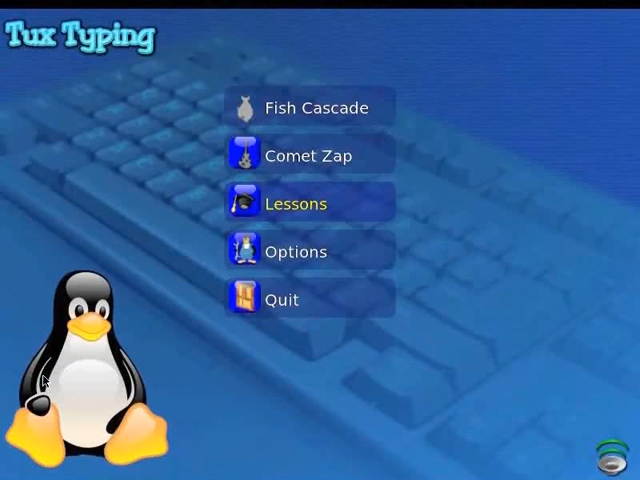 Tux Typing
Fish Cascade
Comet Zap
Lessons
Options
Quit